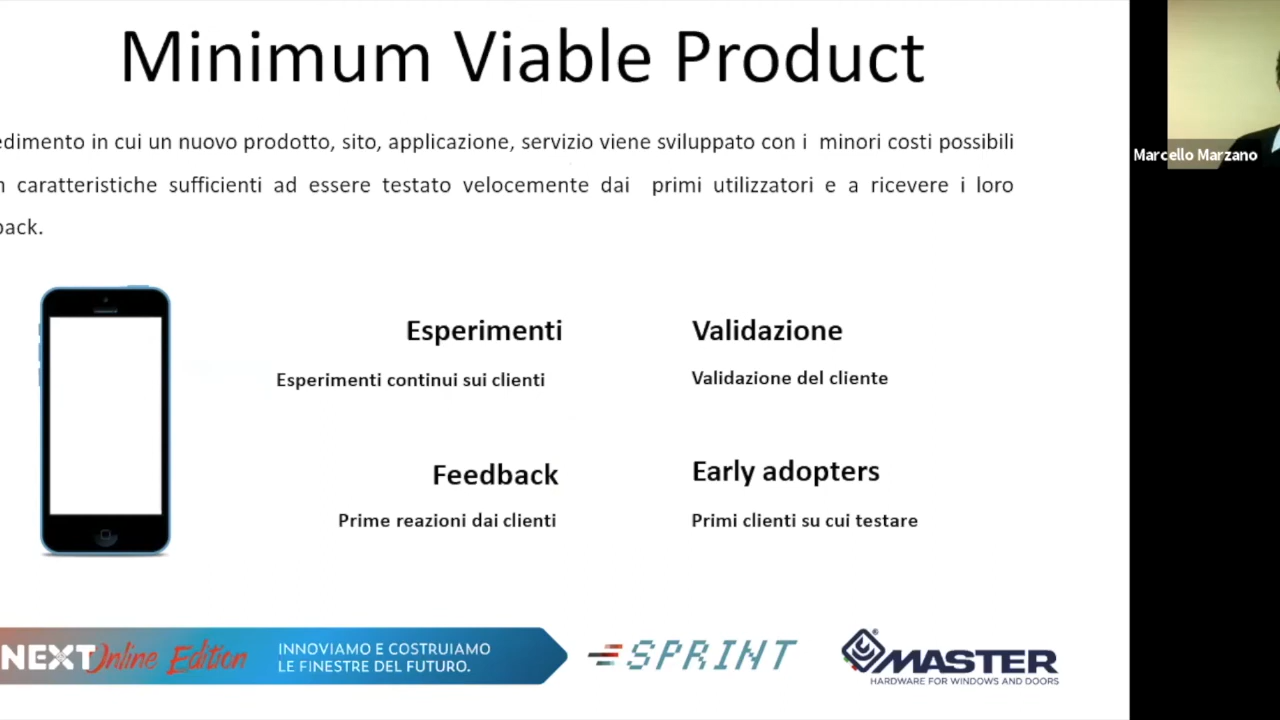 Minimum Viable Product
edimento in cui un nuovo prodotto, sito, applicazione, servizio viene sviluppato con i minori costi possibili
caratteristiche sufficienti ad essere testato velocemente dai primi utilizzatori e a ricevere i loro
back.
Marcello Marzano
Esperimenti
Esperimenti continui sui clienti
Validazione
Validazione del cliente
Feedback
Prime reazioni dai clienti
Early adopters
Primi clienti su cui testare
NEXT Online Edition
INNOVIAMO E COSTRUIAMO
LE FINESTRE DEL FUTURO.
SPRINT
MASTER
HARDWARE FOR WINDOWS AND DOORS